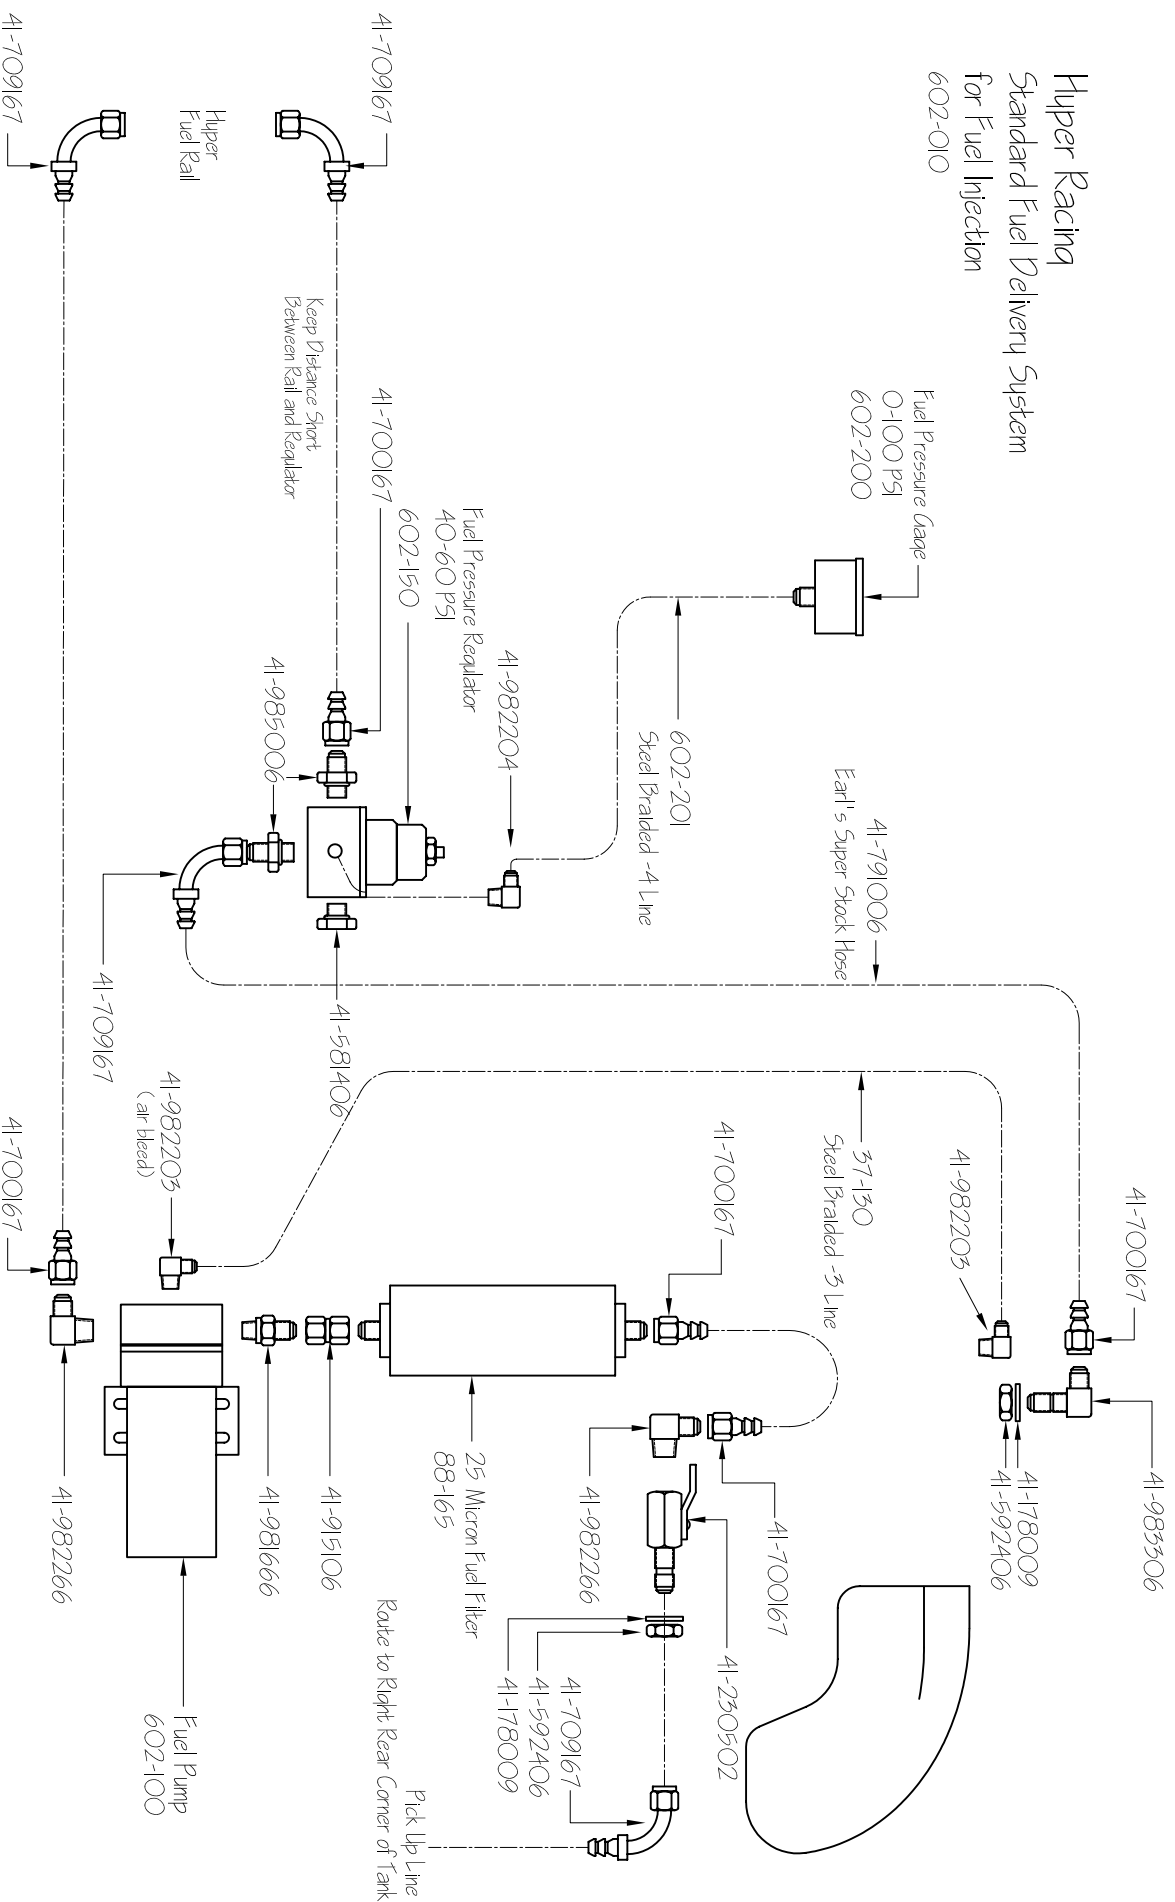 Hyper Racing
Standard Fuel Delivery System
for Fuel Injection
602-010
Fuel Pressure Gage
0-100 PSI
602-200
602-201
Steel Braided -4 Line
41-791006
Earl's Super Stock Hose
41-700167
41-983306
41-178009
41-592406
41-982203
37-130
Steel Braided -3 Line
41-982204
Fuel Pressure Regulator
40-60 PSI
602-150
41-700167
41-985006
Keep Distance Short
Between Rail and Regulator
41-709167
Hyper
Fuel Rail
41-709167
41-581406
41-709167
41-982203
(air bleed)
41-700167
41-700167
41-700167
41-230502
41-982266
25 Micron Fuel Filter
88-165
41-709167
41-592406
41-178009
Pick Up Line
Route to Right Rear Corner of Tank
41-915106
41-981666
41-982266
Fuel Pump
602-100